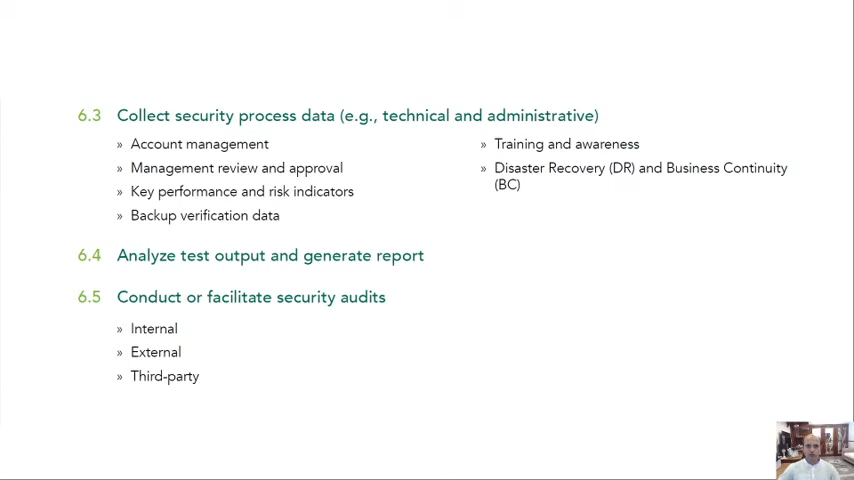 6.3 Collect security process data (e.g., technical and administrative)
» Account management
» Management review and approval
» Key performance and risk indicators
» Backup verification data
» Training and awareness
» Disaster Recovery (DR) and Business Continuity
(BC)
6.4 Analyze test output and generate report
6.5 Conduct or facilitate security audits
» Internal
» External
» Third-party